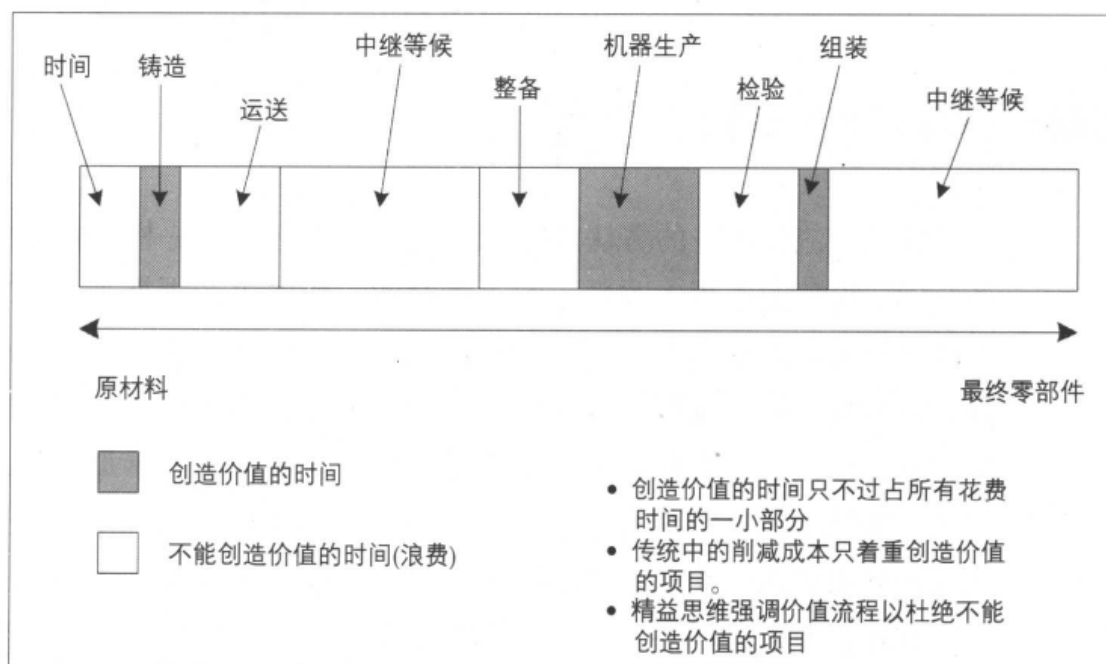 时间
铸造
运送
中继等候
整备
机器生产
检验
组装
中继等候
原材料
最终零部件
创造价值的时间
不能创造价值的时间(浪费)
• 创造价值的时间只不过占所有花费
时间的一小部分
• 传统中的削减成本只着重创造价值
的项目。
• 精益思维强调价值流程以杜绝不能
创造价值的项目